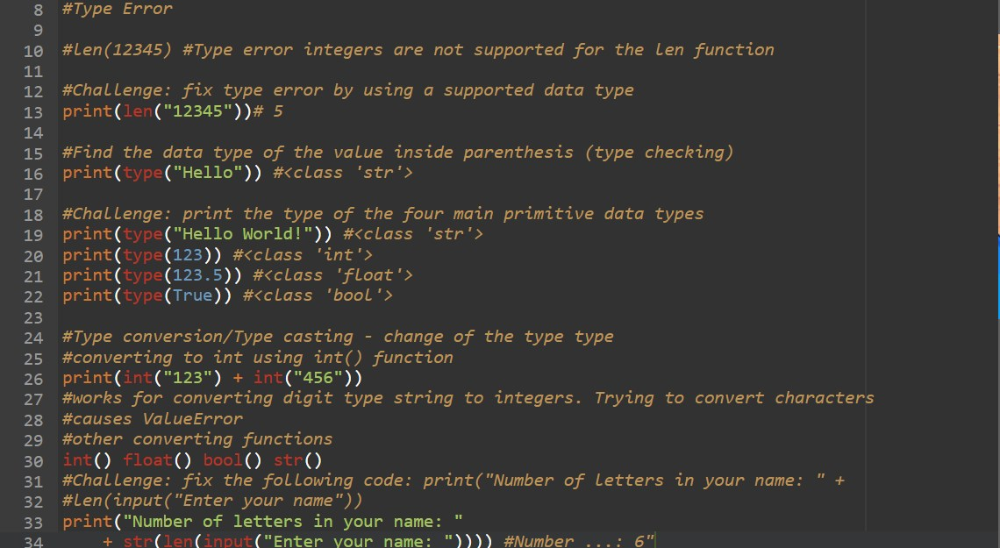 8 #Type Error
9
10 #len(12345) #Type error integers are not supported for the len function
11
12 #Challenge: fix type error by using a supported data type
13 print(len("12345"))# 5
14
15 #Find the data type of the value inside parenthesis (type checking)
16 print(type("Hello")) #<class 'str'>
17
18 #Challenge: print the type of the four main primitive data types
19 print(type("Hello World!")) #<class 'str'>
20 print(type(123)) #<class 'int'>
21 print(type(123.5)) #<class 'float'>
22 print(type(True)) #<class 'bool'>
23
24 #Type conversion/Type casting - change of the type type
25 #converting to int using int() function
26 print(int("123") + int("456"))
27 #works for converting digit type string to integers. Trying to convert characters
28 #causes ValueError
29 #other converting functions
30 int() float() bool() str()
31 #Challenge: fix the following code: print("Number of letters in your name: " +
32 #len(input("Enter your name"))
33 print("Number of letters in your name: "
34 + str(len(input("Enter your name: ")))) #Number ...: 6"